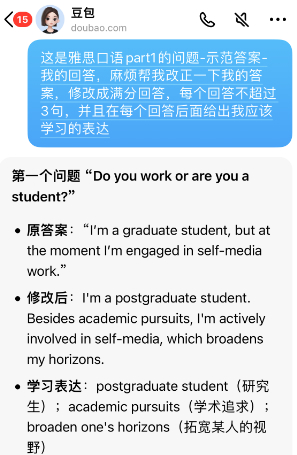 15
豆包
doubao.com
这是雅思口语part1的问题-示范答案-
我的回答，麻烦帮我改正一下我的答
案，修改成满分回答，每个回答不超过
3句，并且在每个回答后面给出我应该
学习的表达
第一个问题 “Do you work or are you a
student?”
• 原答案：“I’m a graduate student, but at
the moment I’m engaged in self-media
work.”
• 修改后：I'm a postgraduate student.
Besides academic pursuits, I'm actively
involved in self-media, which broadens
my horizons.
• 学习表达：postgraduate student（研究
生）；academic pursuits（学术追求）；
broaden one's horizons（拓宽某人的视
野）